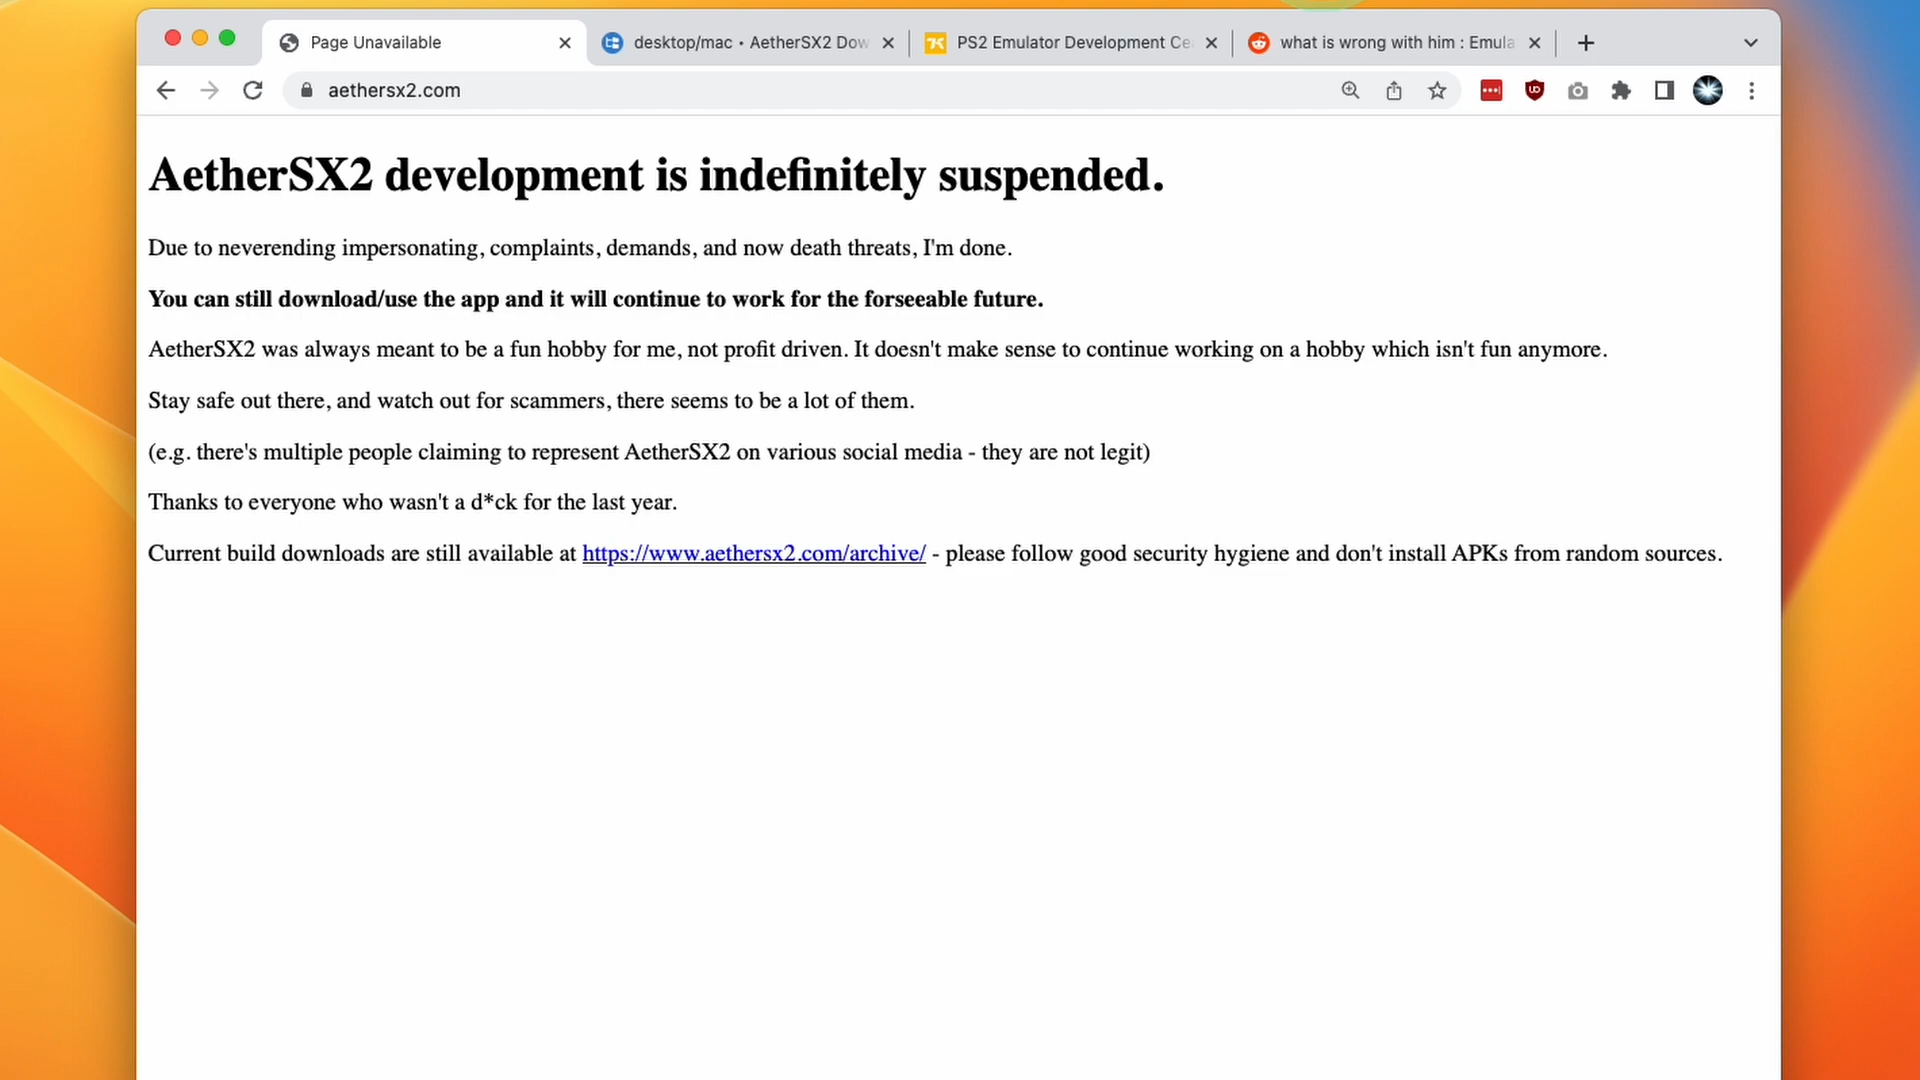 Page Unavailable
desktop/mac • AetherSX2 Dow
PS2 Emulator Development Ce
what is wrong with him : Emula
aethersx2.com
AetherSX2 development is indefinitely suspended.
Due to neverending impersonating, complaints, demands, and now death threats, I'm done.
You can still download/use the app and it will continue to work for the forseeable future.
AetherSX2 was always meant to be a fun hobby for me, not profit driven. It doesn't make sense to continue working on a hobby which isn't fun anymore.
Stay safe out there, and watch out for scammers, there seems to be a lot of them.
(e.g. there's multiple people claiming to represent AetherSX2 on various social media - they are not legit)
Thanks to everyone who wasn't a d*ck for the last year.
Current build downloads are still available at https://www.aethersx2.com/archive/ - please follow good security hygiene and don't install APKs from random sources.